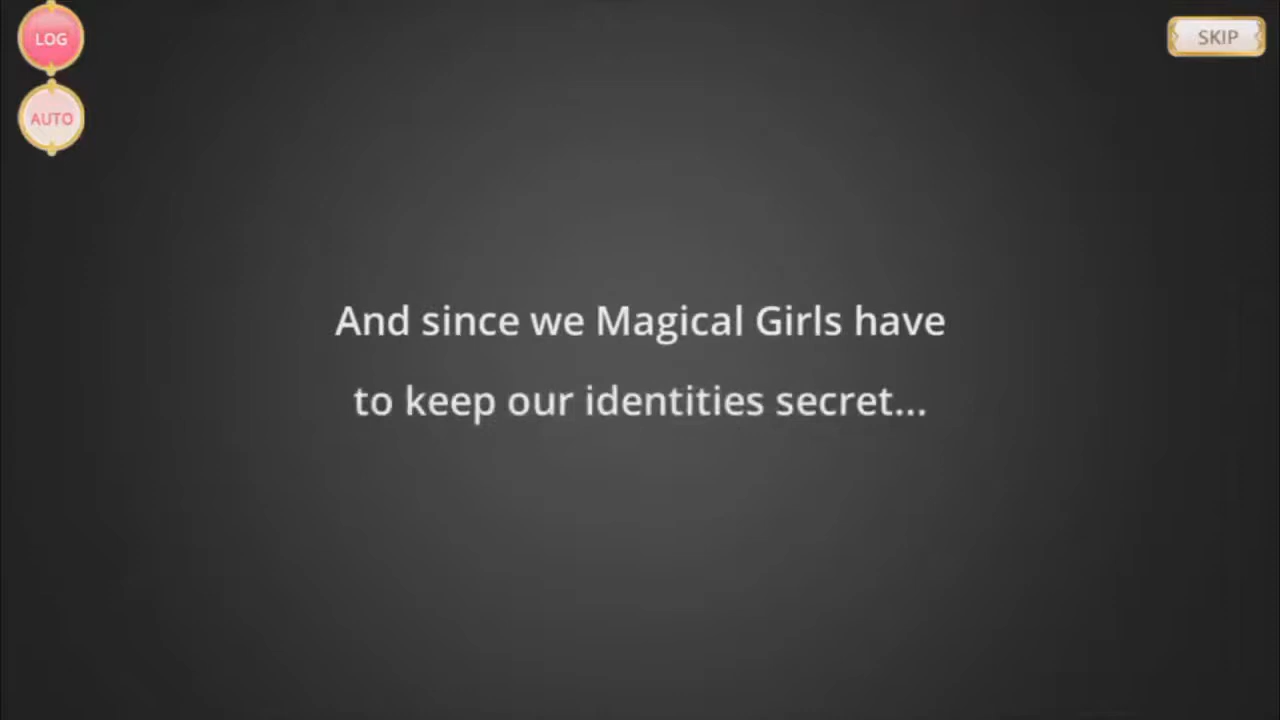 LOG
SKIP
AUTO
And since we Magical Girls have
to keep our identities secret...